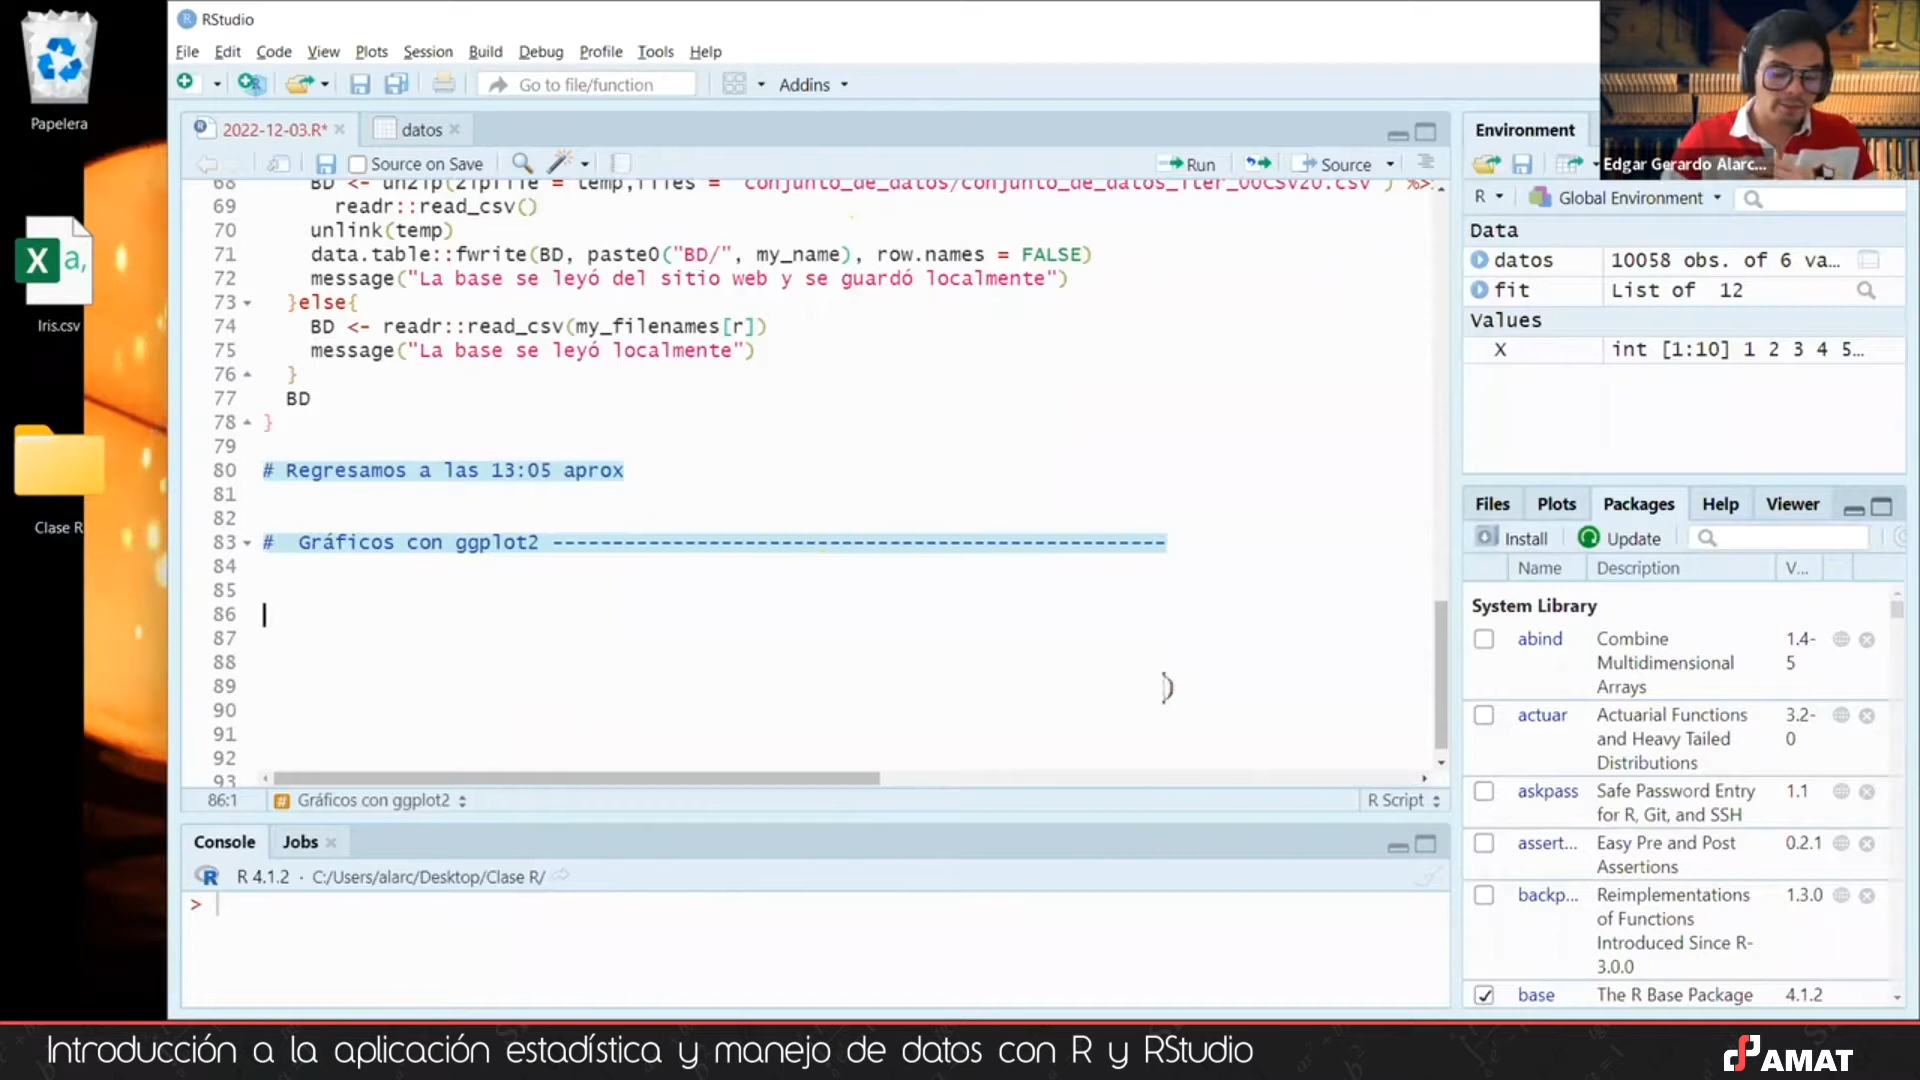 RStudio
File Edit Code View Plots Session Build Debug Profile Tools Help
Go to file/function
Addins
Papelera
Iris.csv
Clase R
2022-12-03.R*
datos
Source on Save
Run
Source
68 BD <- unzip(zipfile = temp,files = "conjunto_de_datos/conjunto_de_datos_iter_00CSV20.csv") %>%
69 readr::read_csv()
70 unlink(temp)
71 data.table::fwrite(BD, paste0("BD/", my_name), row.names = FALSE)
72 message("La base se leyó del sitio web y se guardó localmente")
73 }else{
74 BD <- readr::read_csv(my_filenames[r])
75 message("La base se leyó localmente")
76 }
77 BD
78 }
79
80 # Regresamos a las 13:05 aprox
81
82
83 # Gráficos con ggplot2 ---------------------------------------------------
84
85
86
87
88
89
90
91
92
93
86:1
# Gráficos con ggplot2
R Script
Console Jobs
R 4.1.2 · C:/Users/alarc/Desktop/Clase R/
>
Environment
Edgar Gerardo Alarc...
R
Global Environment
Data
datos 10058 obs. of 6 va…
fit List of 12
Values
X int [1:10] 1 2 3 4 5…
Files Plots Packages Help Viewer
Install Update
Name Description V...
System Library
abind Combine Multidimensional Arrays 1.4-5
actuar Actuarial Functions and Heavy Tailed Distributions 3.2-0
askpass Safe Password Entry for R, Git, and SSH 1.1
assert... Easy Pre and Post Assertions 0.2.1
backp... Reimplementations of Functions Introduced Since R-3.0.0 1.3.0
base The R Base Package 4.1.2
Introducción a la aplicación estadística y manejo de datos con R y RStudio
AMAT